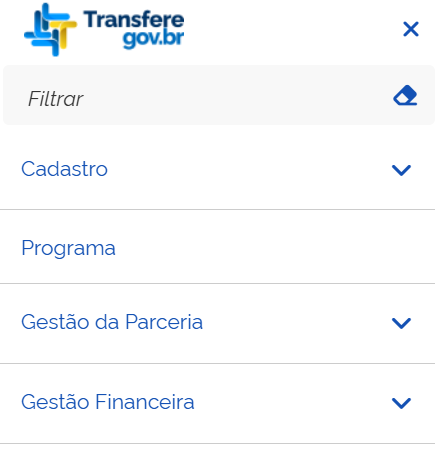 Transfere
gov.br
Filtrar
Cadastro
Programa
Gestão da Parceria
Gestão Financeira